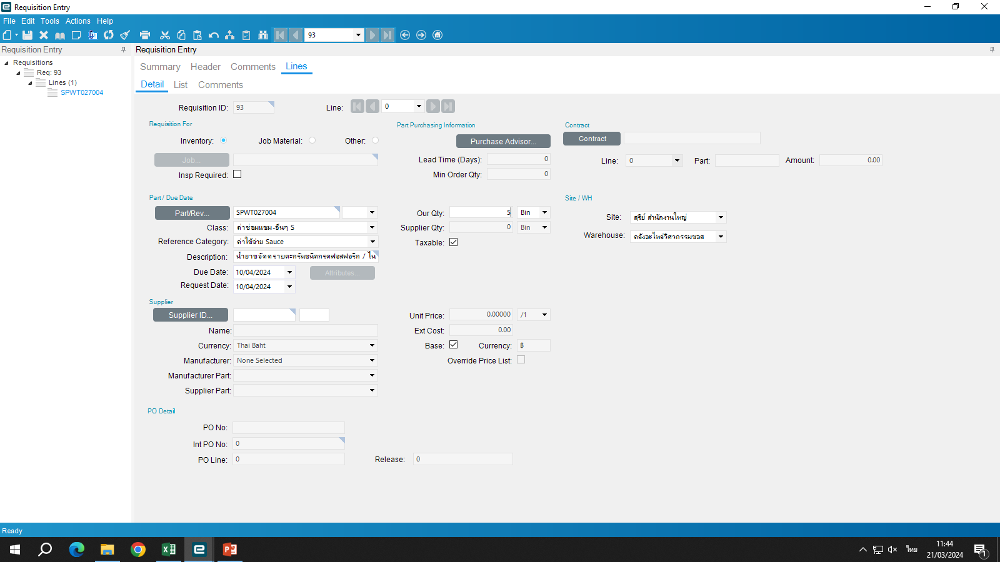 Requisition Entry
File Edit Tools Actions Help
93
Requisition Entry
Requisitions
Req: 93
Lines (1)
SPWT027004
Requisition Entry
Summary Header Comments Lines
Detail List Comments
Requisition ID: 93 Line: 0
Requisition For Part Purchasing Information Contract
Inventory: Job Material: Other: Purchase Advisor... Contract
Job... Lead Time (Days): 0 Line: 0 Part: Amount: 0.00
Insp Required: Min Order Qty: 0
Part / Due Date Site / WH
Part/Rev... SPWT027004 Our Qty: 5 Bin Site: สุรีย์ สำนักงานใหญ่
Class: ค่าซ่อมแซม-อื่นๆ S Supplier Qty: 0 Bin Warehouse: คลังอะไหล่วิศวกรรมซอส
Reference Category: ค่าใช้จ่าย Sauce Taxable:
Description: น้ำยาขจัดคราบตะกรันชนิดกรดฟอสฟอริก / ไน
Due Date: 10/04/2024 Attributes...
Request Date: 10/04/2024
Supplier
Supplier ID... Unit Price: 0.00000 /1
Name: Ext Cost: 0.00
Currency: Thai Baht Base: Currency: ฿
Manufacturer: None Selected Override Price List:
Manufacturer Part:
Supplier Part:
PO Detail
PO No:
Int PO No: 0
PO Line: 0 Release: 0
Ready
ไทย 11:44
21/03/2024 1